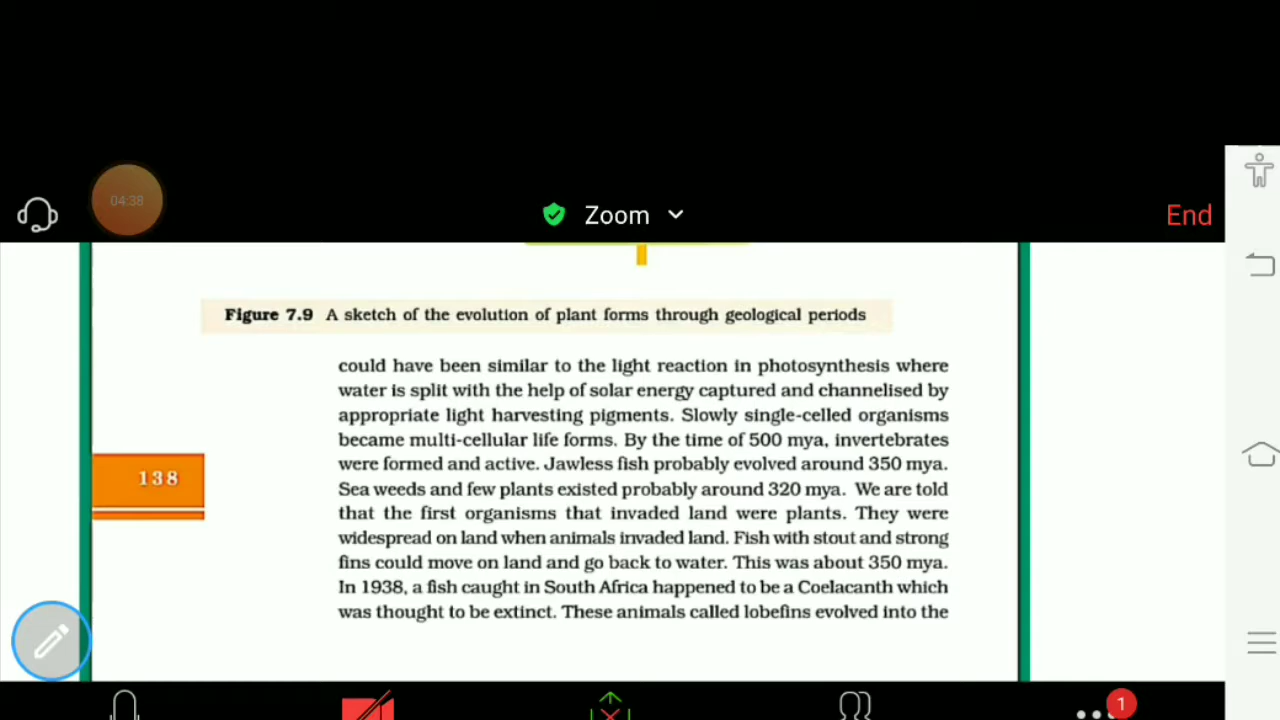 04:38
Zoom
End
Figure 7.9 A sketch of the evolution of plant forms through geological periods
could have been similar to the light reaction in photosynthesis where
water is split with the help of solar energy captured and channelised by
appropriate light harvesting pigments. Slowly single-celled organisms
became multi-cellular life forms. By the time of 500 mya, invertebrates
were formed and active. Jawless fish probably evolved around 350 mya.
138
Sea weeds and few plants existed probably around 320 mya. We are told
that the first organisms that invaded land were plants. They were
widespread on land when animals invaded land. Fish with stout and strong
fins could move on land and go back to water. This was about 350 mya.
In 1938, a fish caught in South Africa happened to be a Coelacanth which
was thought to be extinct. These animals called lobefins evolved into the
1